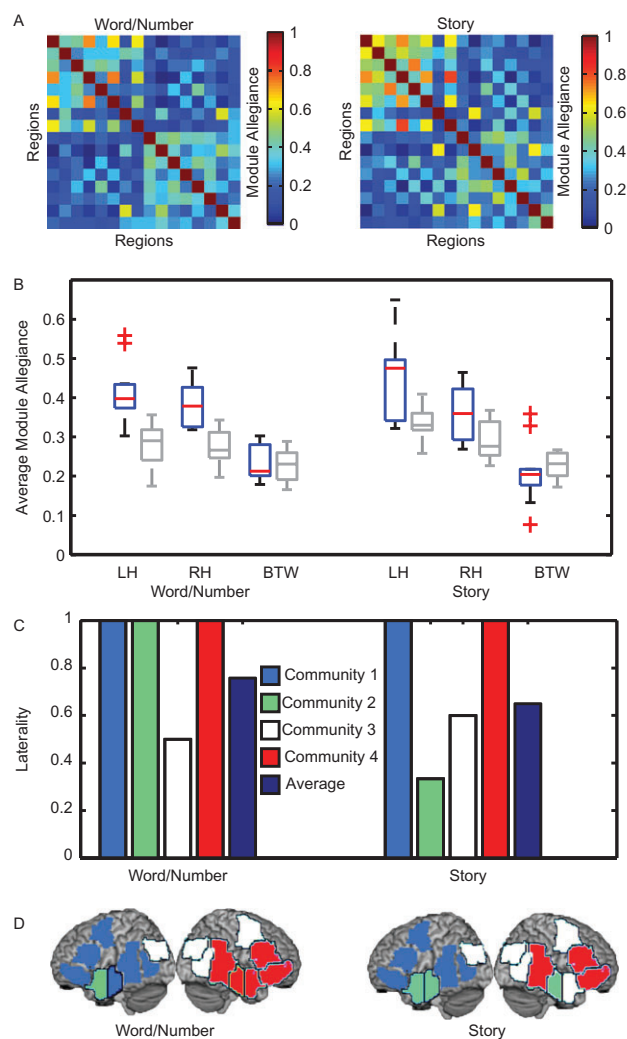 A
Word/Number
Story
1
0.8
0.6
0.4
0.2
0
Module Allegiance
Regions
Regions
1
0.8
0.6
0.4
0.2
0
Module Allegiance
Regions
Regions
B
Average Module Allegiance
0.6
0.5
0.4
0.3
0.2
0.1
0
LH RH BTW LH RH BTW
Word/Number Story
C
Laterality
1
0.8
0.6
0.4
0.2
0
Community 1
Community 2
Community 3
Community 4
Average
Word/Number Story
D
Word/Number Story